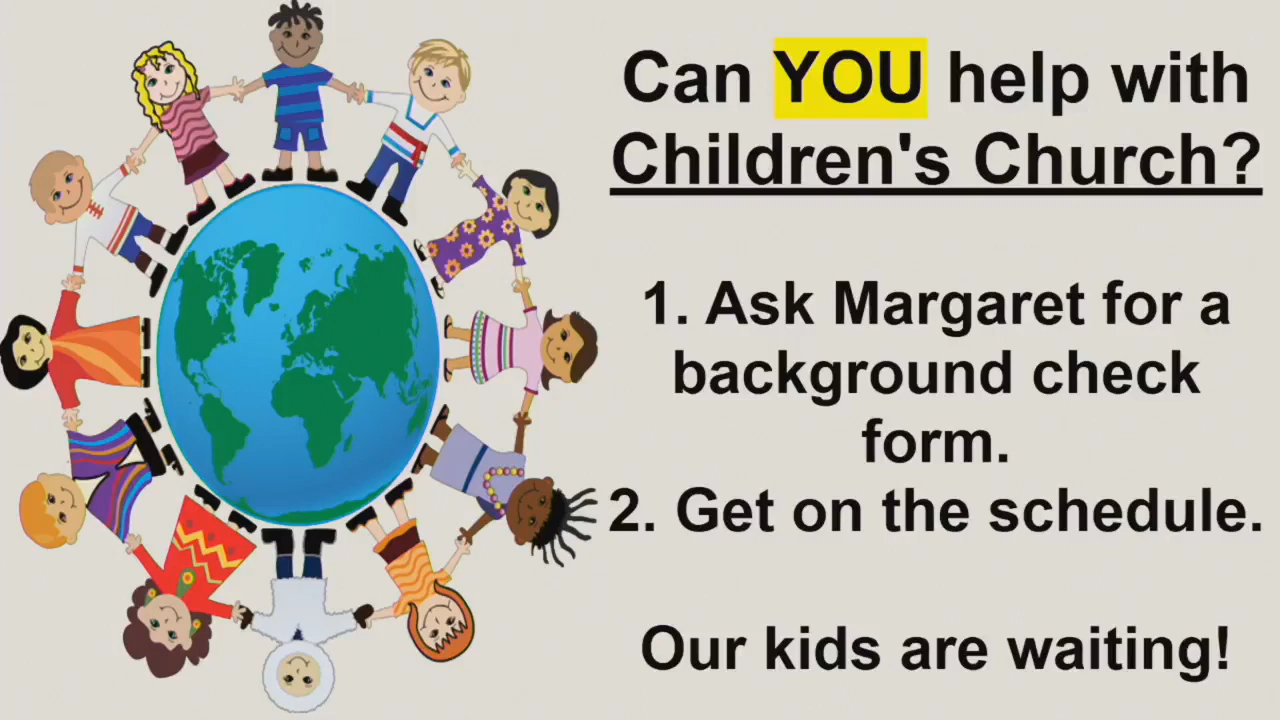 Can YOU help with
Children's Church?
1. Ask Margaret for a
background check
form.
2. Get on the schedule.
Our kids are waiting!